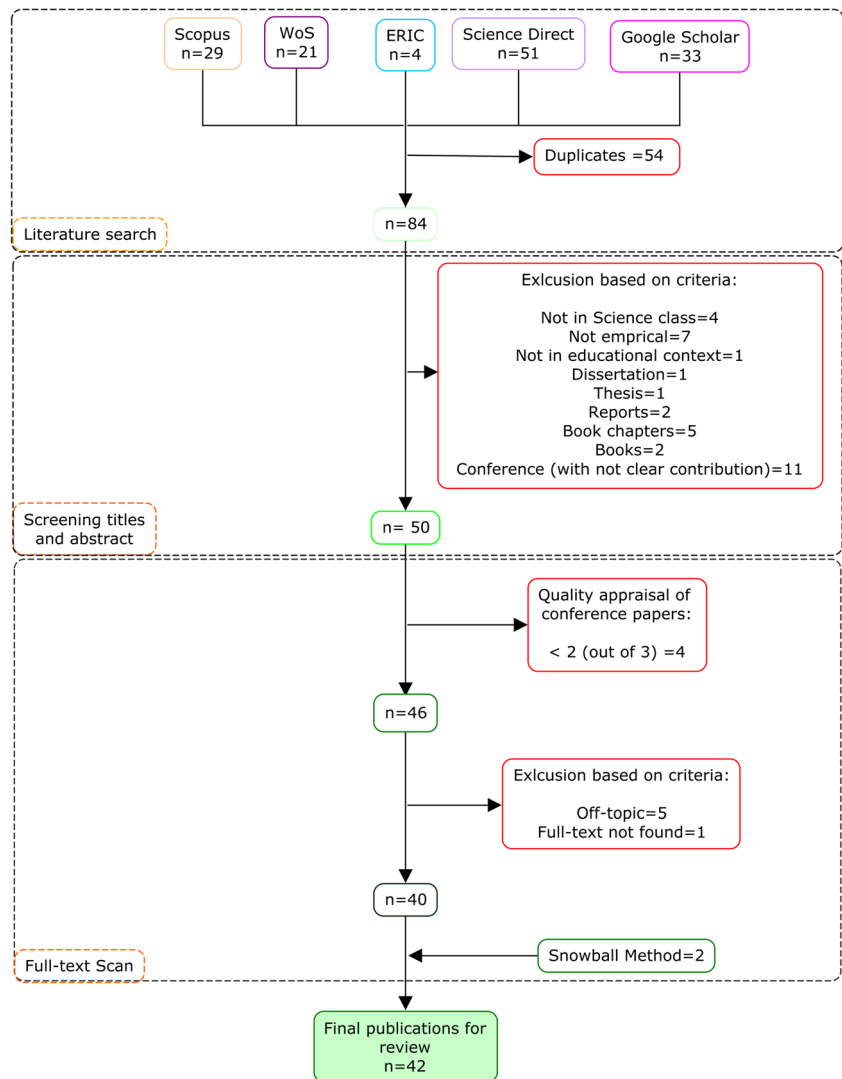 Scopus
n=29
WoS
n=21
ERIC
n=4
Science Direct
n=51
Google Scholar
n=33
Duplicates =54
n=84
Literature search
Exlcusion based on criteria:
Not in Science class=4
Not emprical=7
Not in educational context=1
Dissertation=1
Thesis=1
Reports=2
Book chapters=5
Books=2
Conference (with not clear contribution)=11
n= 50
Screening titles
and abstract
Quality appraisal of
conference papers:
< 2 (out of 3) =4
n=46
Exlcusion based on criteria:
Off-topic=5
Full-text not found=1
n=40
Snowball Method=2
Full-text Scan
Final publications for
review
n=42